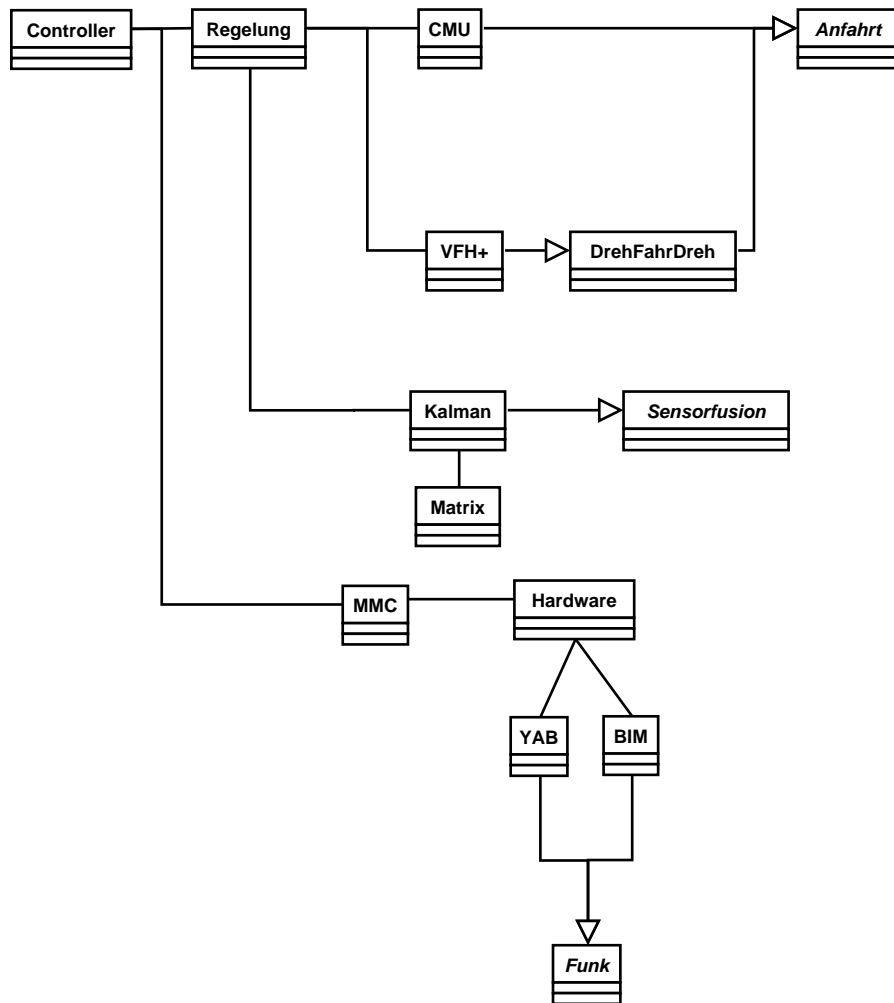 Controller
Regelung
CMU
Anfahrt
VFH+
DrehFahrDreh
Kalman
Sensorfusion
Matrix
MMC
Hardware
YAB
BIM
Funk